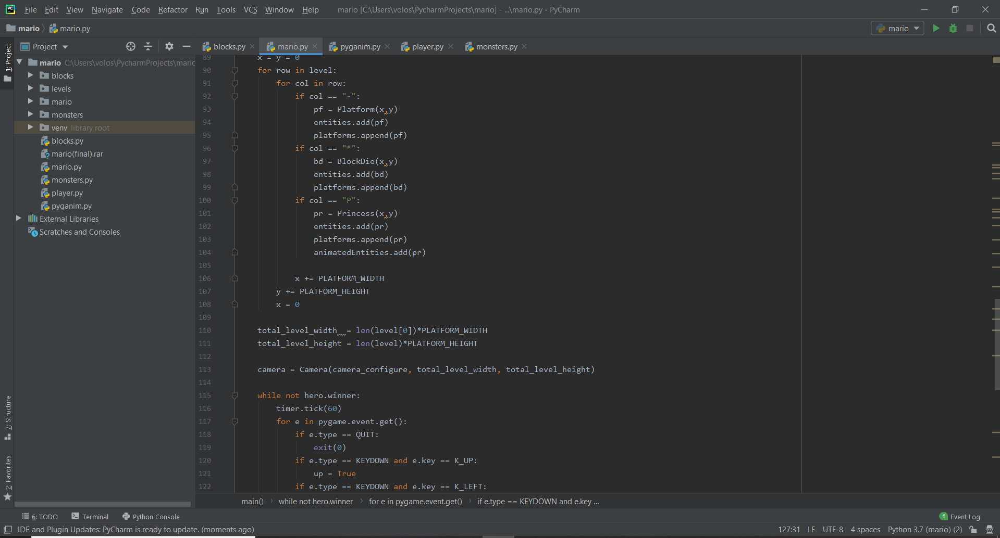 PC File Edit View Navigate Code Refactor Run Tools VCS Window Help mario [C:\Users\volos\PycharmProjects\mario] - ...\mario.py - PyCharm
mario mario.py mario
1: Project
Project
blocks.py mario.py pyganim.py player.py monsters.py
mario C:\Users\volos\PycharmProjects\maric
blocks
levels
mario
monsters
venv library root
blocks.py
mario(final).rar
mario.py
monsters.py
player.py
pyganim.py
External Libraries
Scratches and Consoles
7: Structure
2: Favorites
89 x = y = 0
90 for row in level:
91 for col in row:
92 if col == "-":
93 pf = Platform(x,y)
94 entities.add(pf)
95 platforms.append(pf)
96 if col == "*":
97 bd = BlockDie(x,y)
98 entities.add(bd)
99 platforms.append(bd)
100 if col == "P":
101 pr = Princess(x,y)
102 entities.add(pr)
103 platforms.append(pr)
104 animatedEntities.add(pr)
105
106 x += PLATFORM_WIDTH
107 y += PLATFORM_HEIGHT
108 x = 0
109
110 total_level_width  = len(level[0])*PLATFORM_WIDTH
111 total_level_height = len(level)*PLATFORM_HEIGHT
112
113 camera = Camera(camera_configure, total_level_width, total_level_height)
114
115 while not hero.winner:
116 timer.tick(60)
117 for e in pygame.event.get():
118 if e.type == QUIT:
119 exit(0)
120 if e.type == KEYDOWN and e.key == K_UP:
121 up = True
122 if e.type == KEYDOWN and e.key == K_LEFT:
main() › while not hero.winner › for e in pygame.event.get() › if e.type == KEYDOWN and e.key ...
6: TODO Terminal Python Console 1 Event Log
IDE and Plugin Updates: PyCharm is ready to update. (moments ago) 127:31 LF UTF-8 4 spaces Python 3.7 (mario) (2)